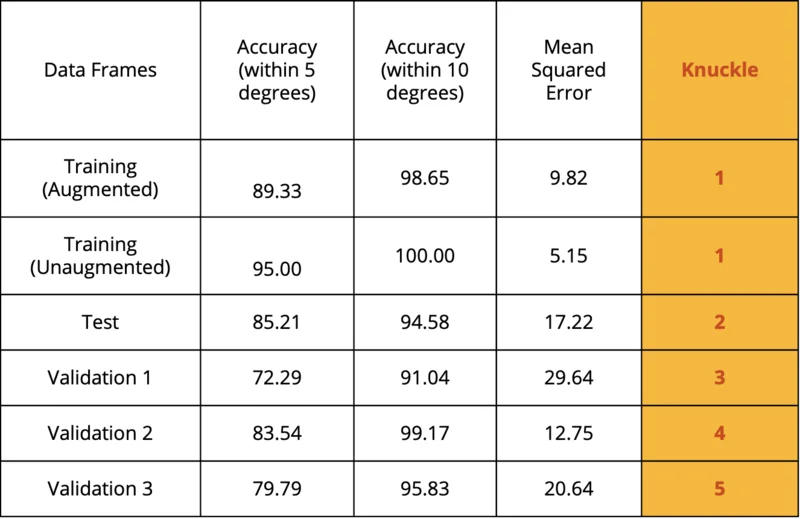 Data Frames
Accuracy
(within 5
degrees)
Accuracy
(within 10
degrees)
Mean
Squared
Error
Knuckle
Training
(Augmented)
89.33
98.65
9.82
1
Training
(Unaugmented)
95.00
100.00
5.15
1
Test
85.21
94.58
17.22
2
Validation 1
72.29
91.04
29.64
3
Validation 2
83.54
99.17
12.75
4
Validation 3
79.79
95.83
20.64
5